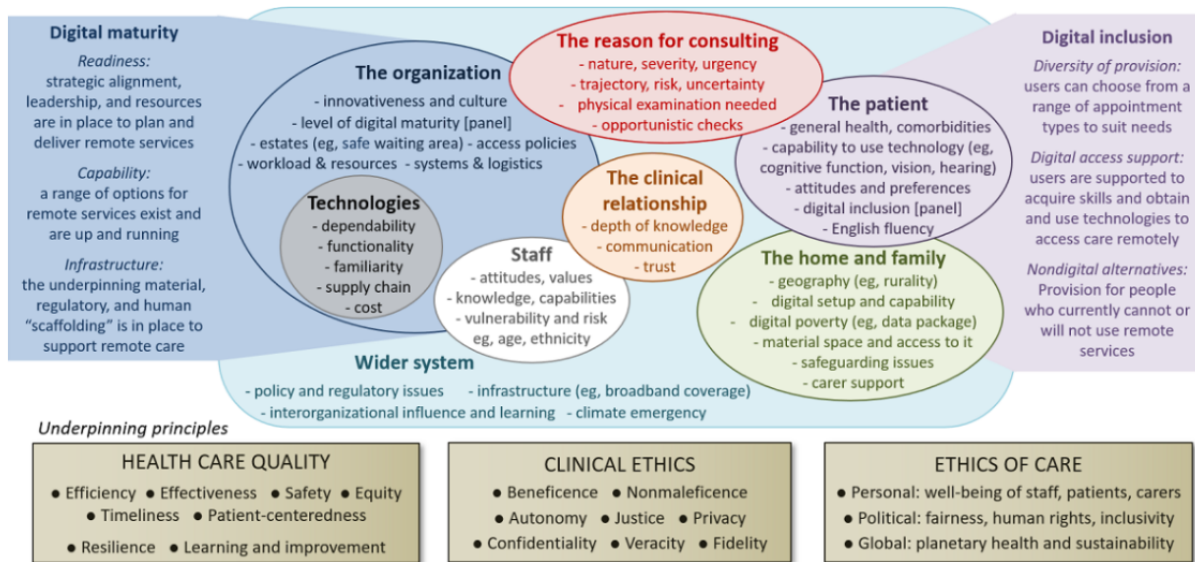 Digital maturity
Readiness:
strategic alignment,
leadership, and resources
are in place to plan and
deliver remote services
Capability:
a range of options for
remote services exist and
are up and running
Infrastructure:
the underpinning material,
regulatory, and human
“scaffolding” is in place to
support remote care
The organization
- innovativeness and culture
- level of digital maturity [panel]
- estates (eg, safe waiting area) - access policies
- workload & resources - systems & logistics
Technologies
- dependability
- functionality
- familiarity
- supply chain
- cost
The reason for consulting
- nature, severity, urgency
- trajectory, risk, uncertainty
- physical examination needed
- opportunistic checks
The clinical
relationship
- depth of knowledge
- communication
- trust
Staff
- attitudes, values
- knowledge, capabilities
- vulnerability and risk
eg, age, ethnicity
The patient
- general health, comorbidities
- capability to use technology (eg,
cognitive function, vision, hearing)
- attitudes and preferences
- digital inclusion [panel]
- English fluency
The home and family
- geography (eg, rurality)
- digital setup and capability
- digital poverty (eg, data package)
- material space and access to it
- safeguarding issues
- carer support
Wider system
- policy and regulatory issues - infrastructure (eg, broadband coverage)
- interorganizational influence and learning - climate emergency
Digital inclusion
Diversity of provision:
users can choose from a
range of appointment
types to suit needs
Digital access support:
users are supported to
acquire skills and obtain
and use technologies to
access care remotely
Nondigital alternatives:
Provision for people
who currently cannot or
will not use remote
services
Underpinning principles
HEALTH CARE QUALITY
● Efficiency ● Effectiveness ● Safety ● Equity
● Timeliness ● Patient-centeredness
● Resilience ● Learning and improvement
CLINICAL ETHICS
● Beneficence ● Nonmaleficence
● Autonomy ● Justice ● Privacy
● Confidentiality ● Veracity ● Fidelity
ETHICS OF CARE
● Personal: well-being of staff, patients, carers
● Political: fairness, human rights, inclusivity
● Global: planetary health and sustainability